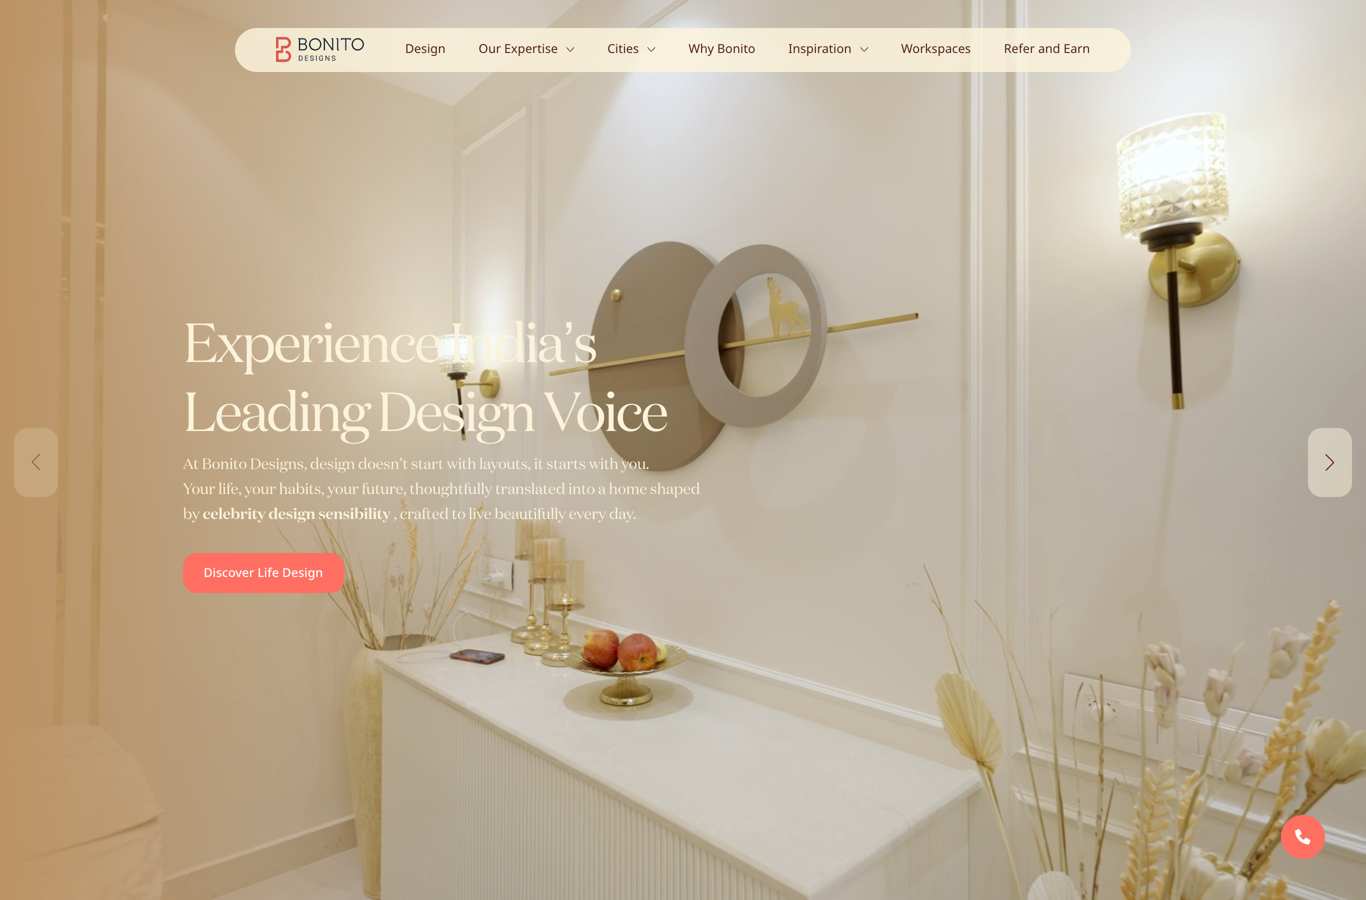 BONITO
DESIGNS
Design
Our Expertise
Cities
Why Bonito
Inspiration
Workspaces
Refer and Earn
Experience India's
Leading Design Voice
At Bonito Designs, design doesn't start with layouts, it starts with you.
Your life, your habits, your future, thoughtfully translated into a home shaped
by celebrity design sensibility , crafted to live beautifully every day.
Discover Life Design